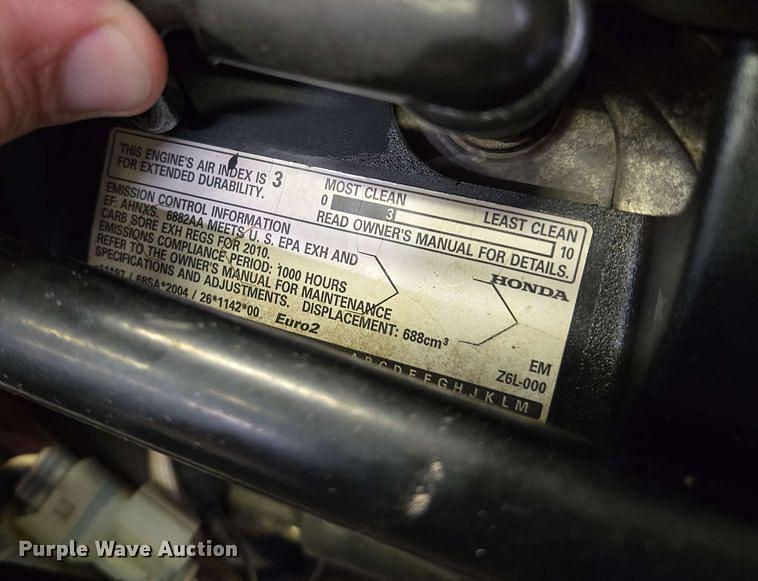 THIS ENGINE'S AIR INDEX IS 3
FOR EXTENDED DURABILITY.
MOST CLEAN
LEAST CLEAN
0 3 10
READ OWNER'S MANUAL FOR DETAILS.
EMISSION CONTROL INFORMATION
EF: AHNXS. 6882AA MEETS U. S. EPA EXH AND
CARB SORE EXH REGS FOR 2010.
EMISSIONS COMPLIANCE PERIOD: 1000 HOURS
REFER TO THE OWNER'S MANUAL FOR MAINTENANCE
SPECIFICATIONS AND ADJUSTMENTS. DISPLACEMENT: 688cm³
/ 68SA*2004 / 26*1142*00 Euro2
HONDA
EM
Z6L-000
A B C D E F G H J K L M
Purple Wave Auction